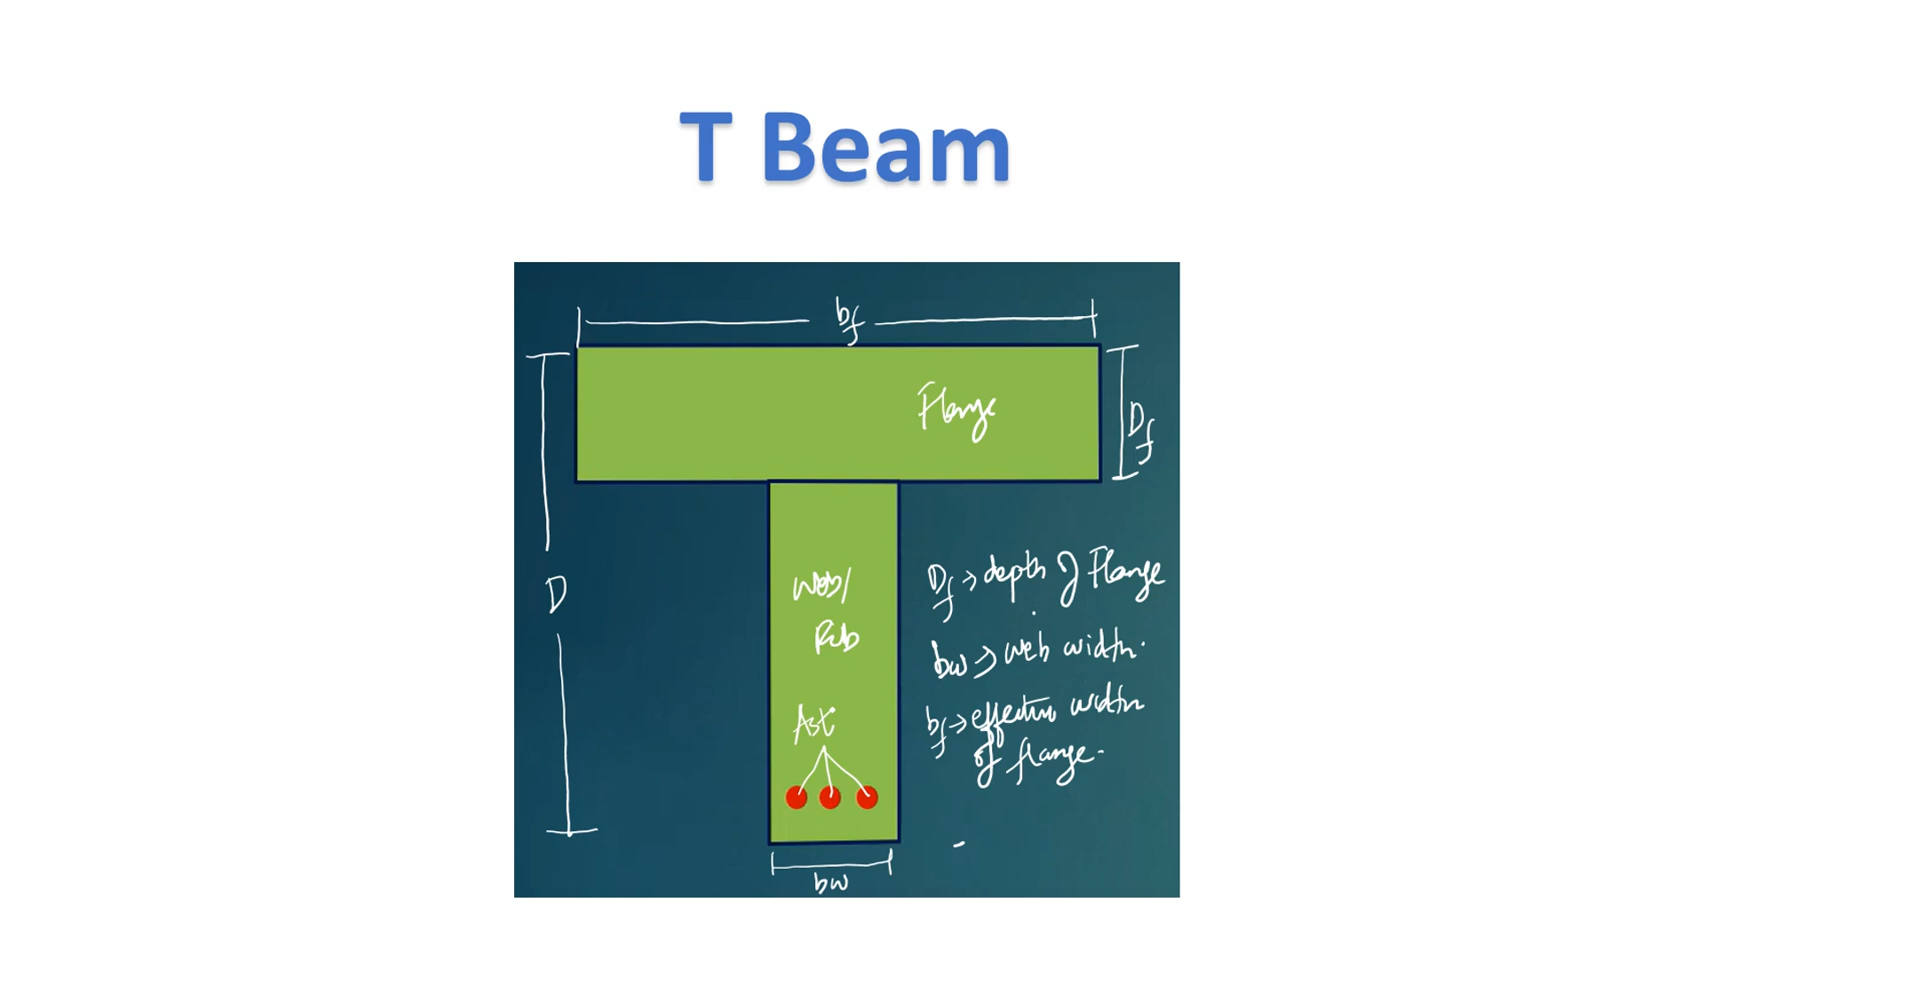 T Beam
bf
Flange
Df
D
Web/
Rib
Df → depth of Flange
bw → web width.
bf → effective width
of flange.
Ast
bw